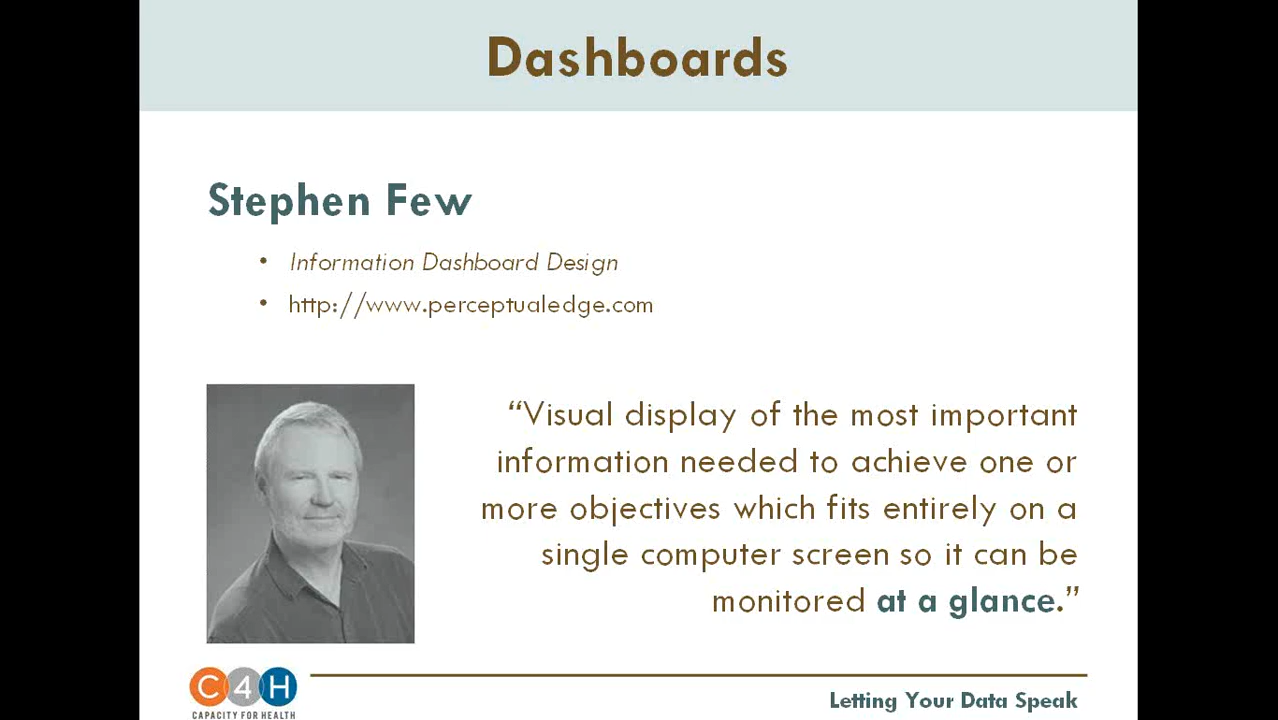 Dashboards
Stephen Few
• Information Dashboard Design
• http://www.perceptualedge.com
“Visual display of the most important
information needed to achieve one or
more objectives which fits entirely on a
single computer screen so it can be
monitored at a glance.”
C4H
CAPACITY FOR HEALTH
Letting Your Data Speak